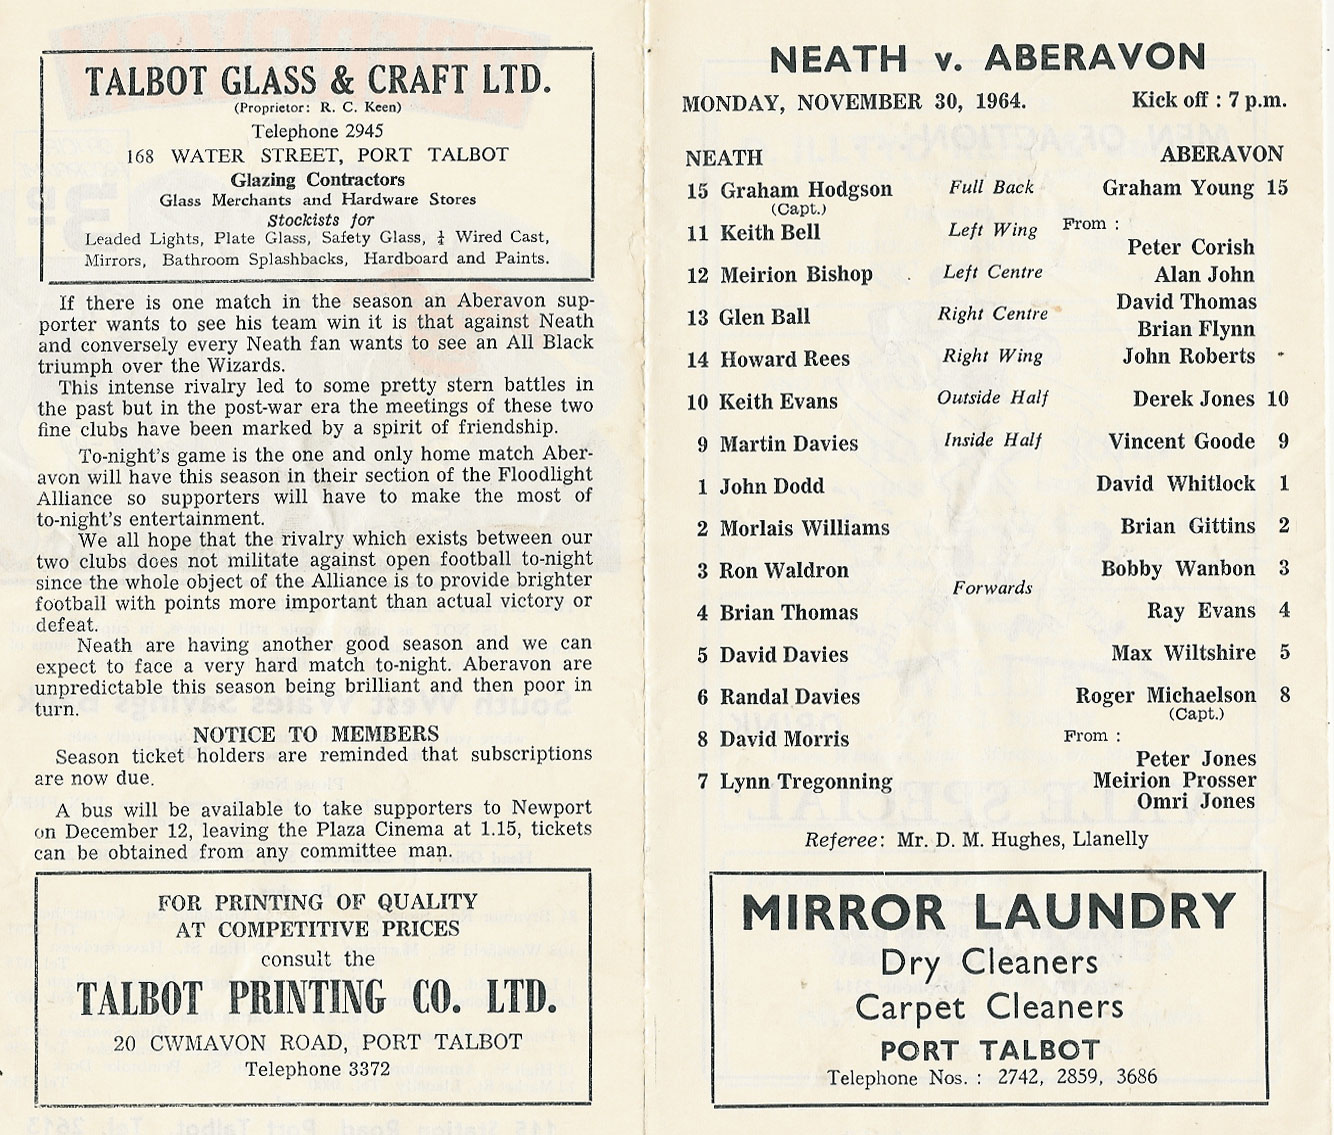 TALBOT GLASS & CRAFT LTD.
(Proprietor: R. C. Keen)
Telephone 2945
168 WATER STREET, PORT TALBOT
Glazing Contractors
Glass Merchants and Hardware Stores
Stockists for
Leaded Lights, Plate Glass, Safety Glass, ¼ Wired Cast,
Mirrors, Bathroom Splashbacks, Hardboard and Paints.
If there is one match in the season an Aberavon sup-
porter wants to see his team win it is that against Neath
and conversely every Neath fan wants to see an All Black
triumph over the Wizards.
This intense rivalry led to some pretty stern battles in
the past but in the post-war era the meetings of these two
fine clubs have been marked by a spirit of friendship.
To-night's game is the one and only home match Aber-
avon will have this season in their section of the Floodlight
Alliance so supporters will have to make the most of
to-night's entertainment.
We all hope that the rivalry which exists between our
two clubs does not militate against open football to-night
since the whole object of the Alliance is to provide brighter
football with points more important than actual victory or
defeat.
Neath are having another good season and we can
expect to face a very hard match to-night. Aberavon are
unpredictable this season being brilliant and then poor in
turn.
NOTICE TO MEMBERS
Season ticket holders are reminded that subscriptions
are now due.
A bus will be available to take supporters to Newport
on December 12, leaving the Plaza Cinema at 1.15, tickets
can be obtained from any committee man.
FOR PRINTING OF QUALITY
AT COMPETITIVE PRICES
consult the
TALBOT PRINTING CO. LTD.
20 CWMAVON ROAD, PORT TALBOT
Telephone 3372
NEATH v. ABERAVON
MONDAY, NOVEMBER 30, 1964. Kick off : 7 p.m.
NEATH ABERAVON
15 Graham Hodgson Full Back Graham Young 15
(Capt.)
11 Keith Bell Left Wing From :
Peter Corish
12 Meirion Bishop Left Centre Alan John
David Thomas
13 Glen Ball Right Centre
Brian Flynn
14 Howard Rees Right Wing John Roberts
10 Keith Evans Outside Half Derek Jones 10
9 Martin Davies Inside Half Vincent Goode 9
1 John Dodd David Whitlock 1
2 Morlais Williams Brian Gittins 2
3 Ron Waldron Bobby Wanbon 3
Forwards
4 Brian Thomas Ray Evans 4
5 David Davies Max Wiltshire 5
6 Randal Davies Roger Michaelson 8
(Capt.)
8 David Morris From :
Peter Jones
7 Lynn Tregonning Meirion Prosser
Omri Jones
Referee: Mr. D. M. Hughes, Llanelly
MIRROR LAUNDRY
Dry Cleaners
Carpet Cleaners
PORT TALBOT
Telephone Nos. : 2742, 2859, 3686